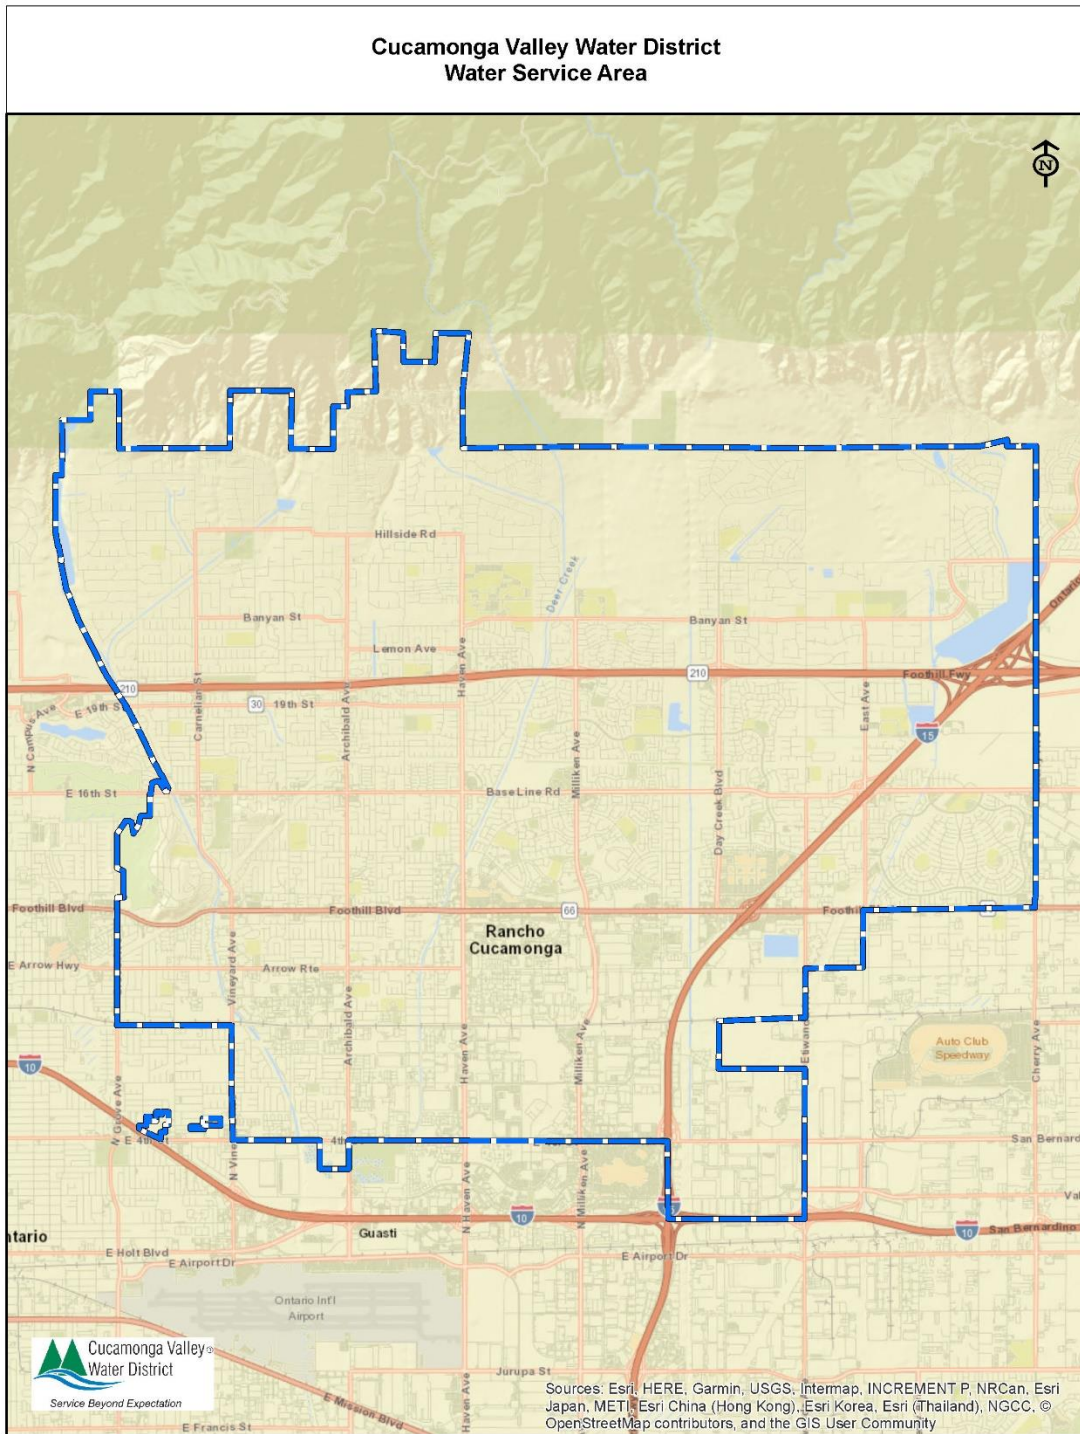 Cucamonga Valley Water District
Water Service Area
N
Hillside Rd
Deer Creek
Banyan St
Banyan St
Lemon Ave
Haven Ave
Ontario
210
210
Foothill Fwy
E 19th St
30
19th St
Carnelian St
Archibald Ave
East Ave
N Campus Ave
15
Milliken Ave
Day Creek Blvd
E 16th St
Base Line Rd
Foothill Blvd
Foothill Blvd
66
Rancho
Cucamonga
E Arrow Hwy
Arrow Rte
Vineyard Ave
Archibald Ave
Haven Ave
Milliken Ave
Auto Club
Speedway
Cherry Ave
10
N Grove Ave
E 4th St
San Bernard
N Haven Ave
N Milliken Ave
10
Guasti
10
San Bernardino
ntario
E Holt Blvd
E Airport Dr
E Airport Dr
Ontario Int'l
Airport
Cucamonga Valley®
Water District
Service Beyond Expectation
Jurupa St
Haven Ave
E Mission Blvd
E Francis St
Sources: Esri, HERE, Garmin, USGS, Intermap, INCREMENT P, NRCan, Esri
Japan, METI, Esri China (Hong Kong), Esri Korea, Esri (Thailand), NGCC, ©
OpenStreetMap contributors, and the GIS User Community